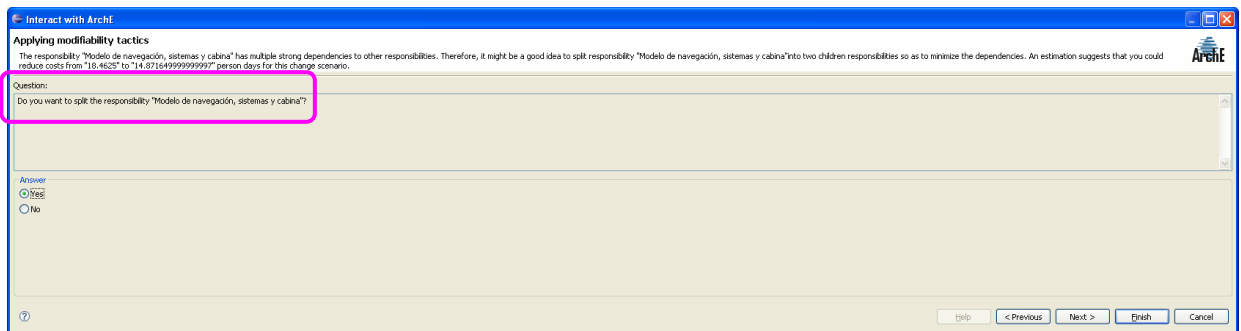 Interact with ArchE
Applying modifiability tactics
The responsibility "Modelo de navegación, sistemas y cabina" has multiple strong dependencies to other responsibilities. Therefore, it might be a good idea to split responsibility "Modelo de navegación, sistemas y cabina"into two children responsibilities so as to minimize the dependencies. An estimation suggests that you could
reduce costs from "18.4625" to "14.871649999999997" person days for this change scenario.
ArchE
Question:
Do you want to split the responsibility "Modelo de navegación, sistemas y cabina"?
Answer
Yes
No
? Help < Previous Next > Finish Cancel